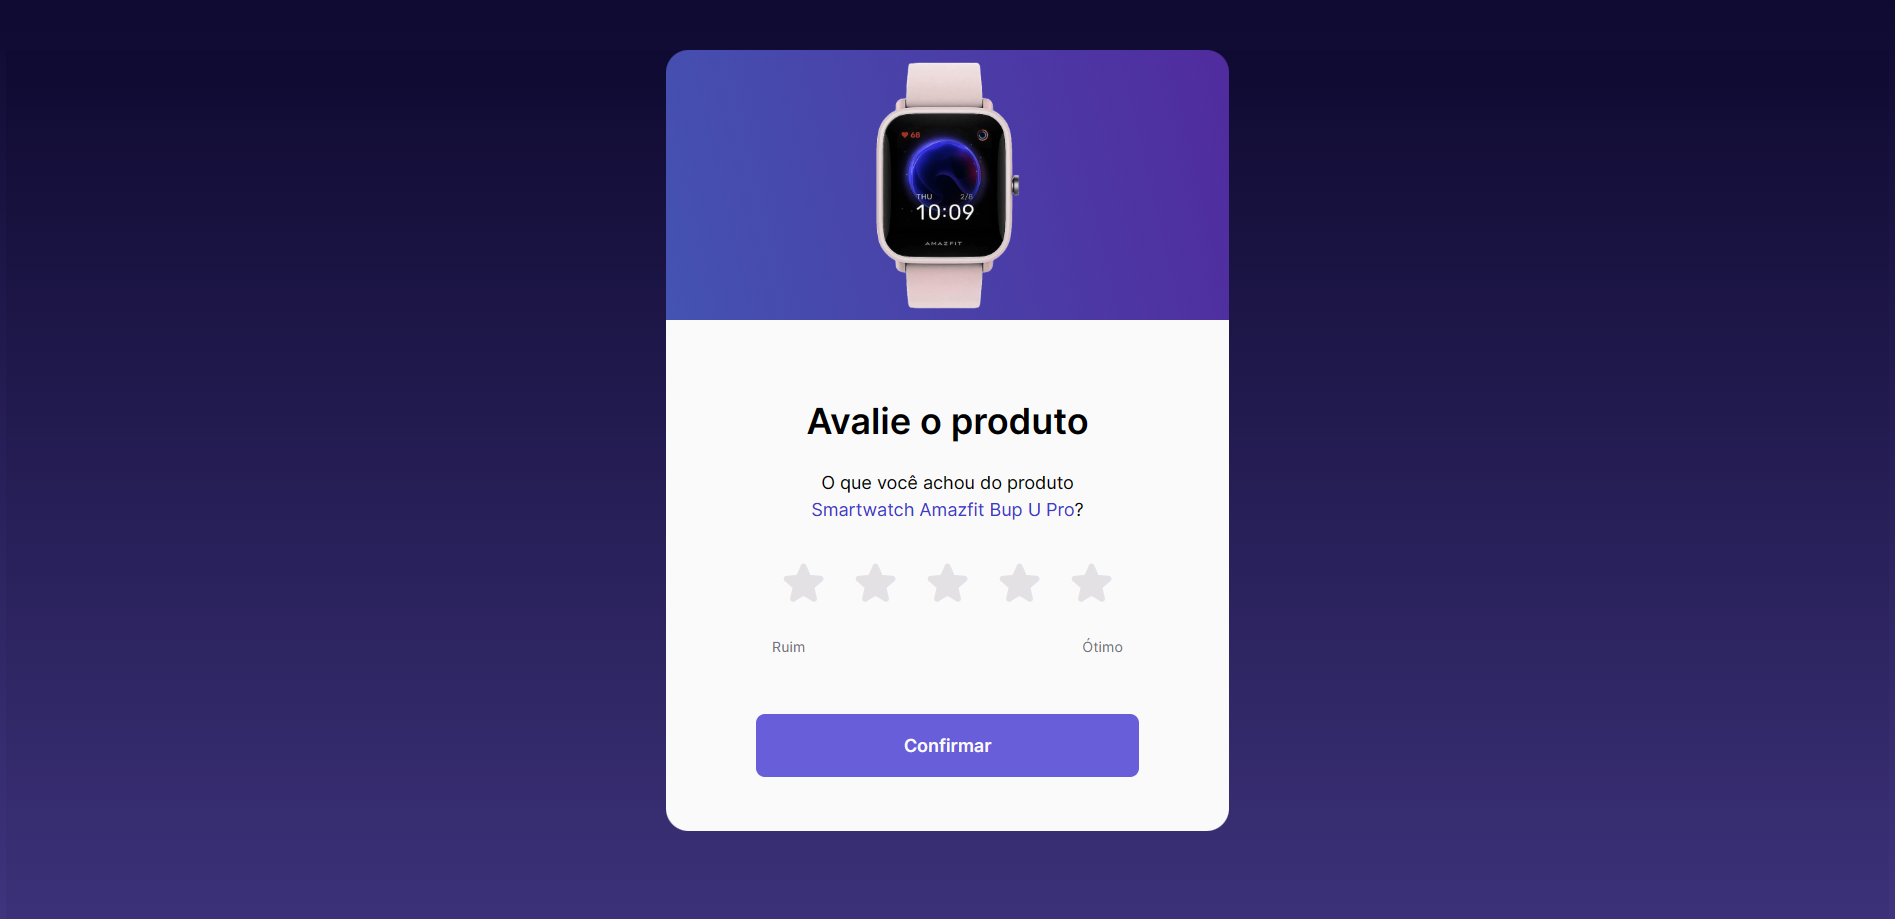 68
THU 2/5
10:09
AMAZFIT
Avalie o produto
O que você achou do produto
Smartwatch Amazfit Bup U Pro?
Ruim Ótimo
Confirmar